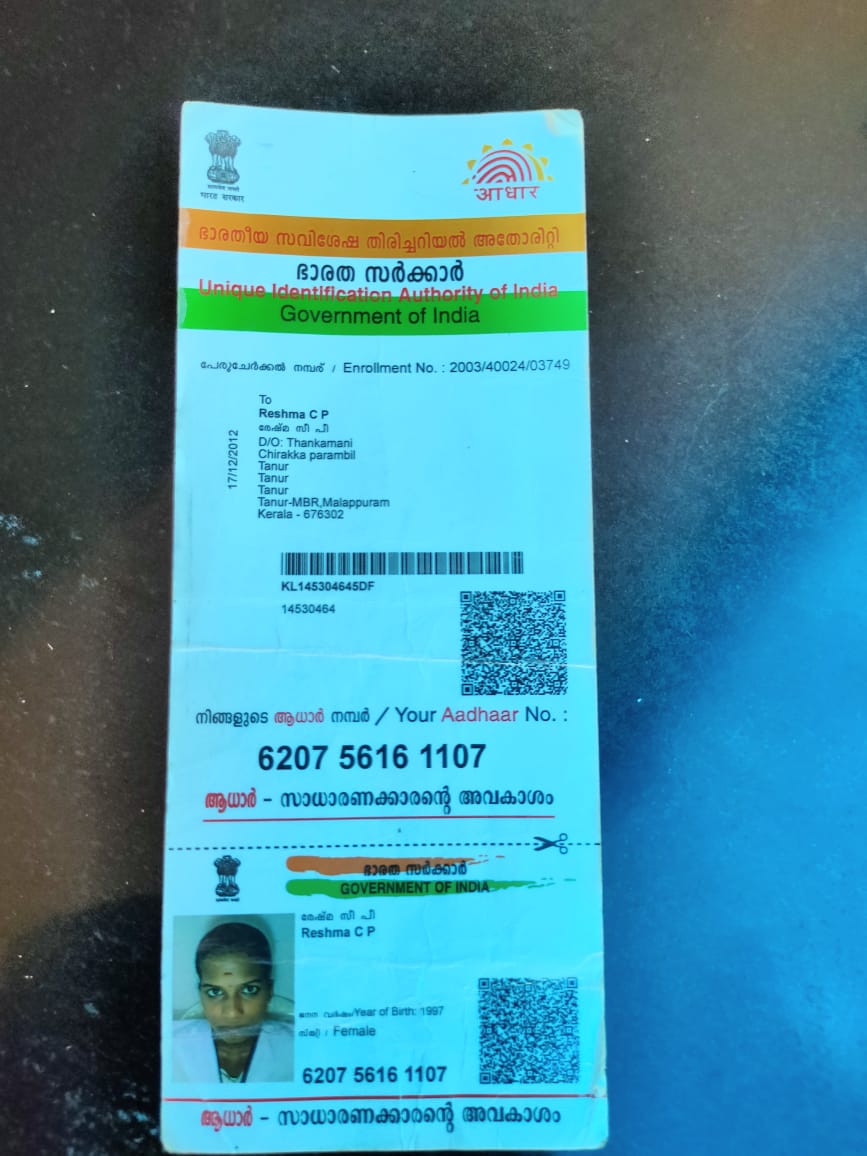 सत्यमेव जयते
भारत सरकार
आधार
ഭാരതീയ സവിശേഷ തിരിച്ചറിയൽ അതോരിറ്റി
ഭാരത സർക്കാർ
Unique Identification Authority of India
Government of India
പേരുചേർക്കൽ നമ്പര് / Enrollment No. : 2003/40024/03749
17/12/2012
To
Reshma C P
രേഷ്മ സി പി
D/O: Thankamani
Chirakka parambil
Tanur
Tanur
Tanur
Tanur-MBR,Malappuram
Kerala - 676302
KL145304645DF
14530464
നിങ്ങളുടെ ആധാർ നമ്പർ / Your Aadhaar No. :
6207 5616 1107
ആധാർ - സാധാരണക്കാരന്റെ അവകാശം
ഭാരത സർക്കാർ
GOVERNMENT OF INDIA
രേഷ്മ സി പി
Reshma C P
ജനന വർഷം/Year of Birth: 1997
സ്ത്രീ / Female
6207 5616 1107
ആധാർ - സാധാരണക്കാരന്റെ അവകാശം